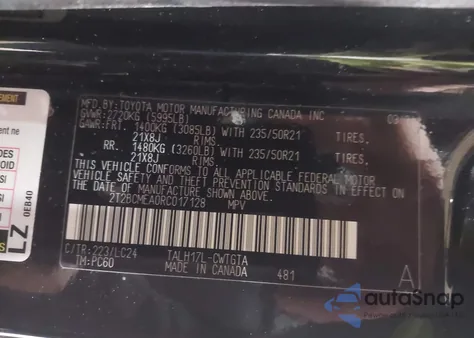 MFD.BY:TOYOTA MOTOR MANUFACTURING CANADA INC
GVWR:2720KG (5995LB)
GAWR:FRT. 1400KG (3085LB) WITH 235/50R21 TIRES,
21X8J RIMS.
RR. 1480KG (3260LB) WITH 235/50R21 TIRES,
21X8J RIMS.
THIS VEHICLE CONFORMS TO ALL APPLICABLE FEDERAL MOTOR
VEHICLE SAFETY AND THEFT PREVENTION STANDARDS IN EFFECT ON
THE DATE OF MANUFACTURE SHOWN ABOVE.
2T2BCMEA0RC017128 MPV
C/TR:223/LC24 TALH17L-CWTGTA
TM:PC60 MADE IN CANADA 481 A
0EB40
LZ
autoSnap